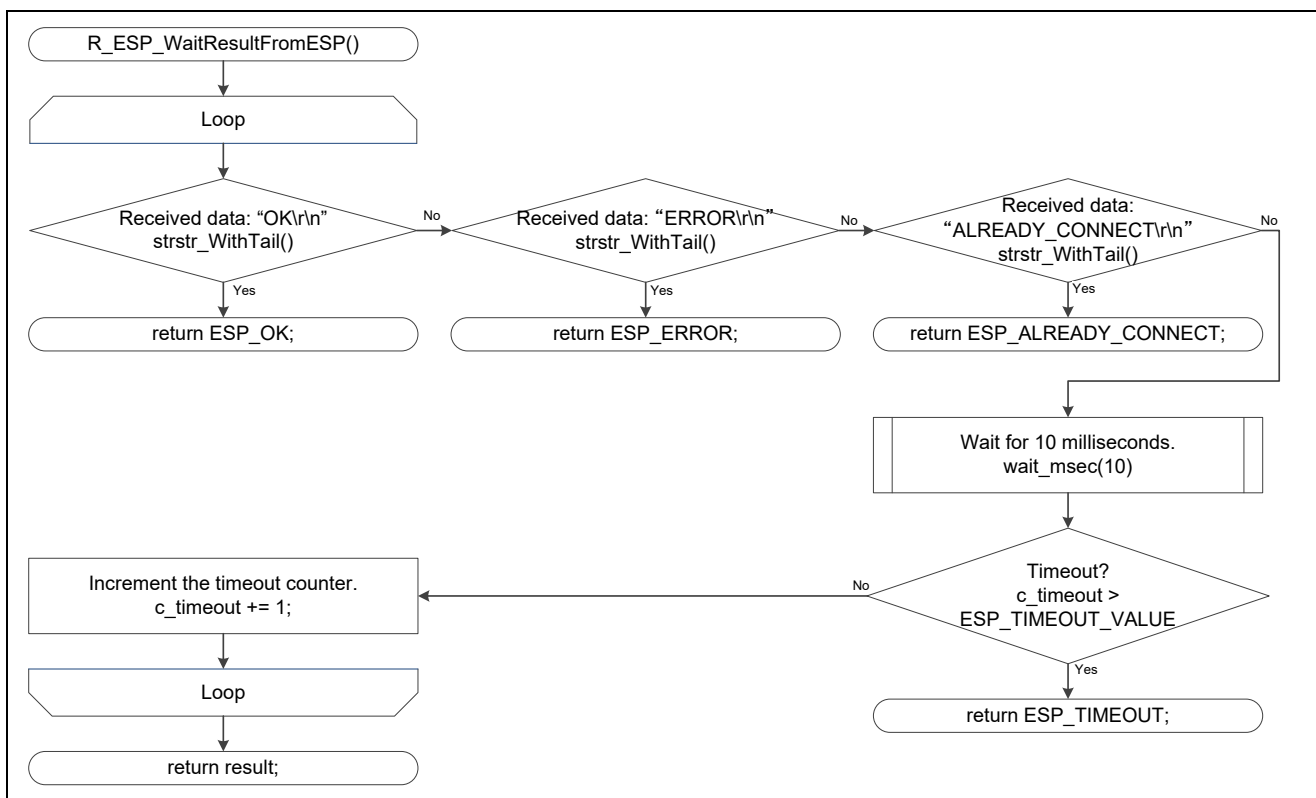 R_ESP_WaitResultFromESP()
Loop
Received data: “OK\r\n”
strstr_WithTail()
No
Yes
return ESP_OK;
Received data: “ERROR\r\n”
strstr_WithTail()
No
Yes
return ESP_ERROR;
Received data:
“ALREADY_CONNECT\r\n”
strstr_WithTail()
No
Yes
return ESP_ALREADY_CONNECT;
Wait for 10 milliseconds.
wait_msec(10)
Timeout?
c_timeout >
ESP_TIMEOUT_VALUE
No
Yes
return ESP_TIMEOUT;
Increment the timeout counter.
c_timeout += 1;
Loop
return result;